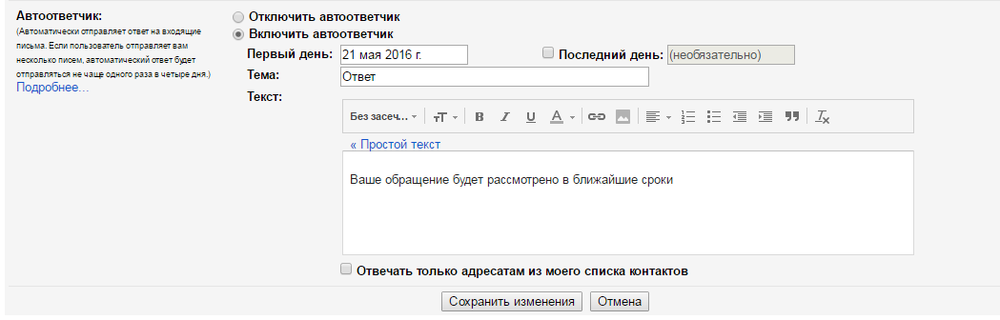 Автоответчик:
(Автоматически отправляет ответ на входящие
письма. Если пользователь отправляет вам
несколько писем, автоматический ответ будет
отправляться не чаще одного раза в четыре дня.)
Подробнее...
Отключить автоответчик
Включить автоответчик
Первый день: 21 мая 2016 г. Последний день: (необязательно)
Тема: Ответ
Текст:
Без засеч... тТ B I U A Tx
« Простой текст
Ваше обращение будет рассмотрено в ближайшие сроки
Отвечать только адресатам из моего списка контактов
Сохранить изменения Отмена